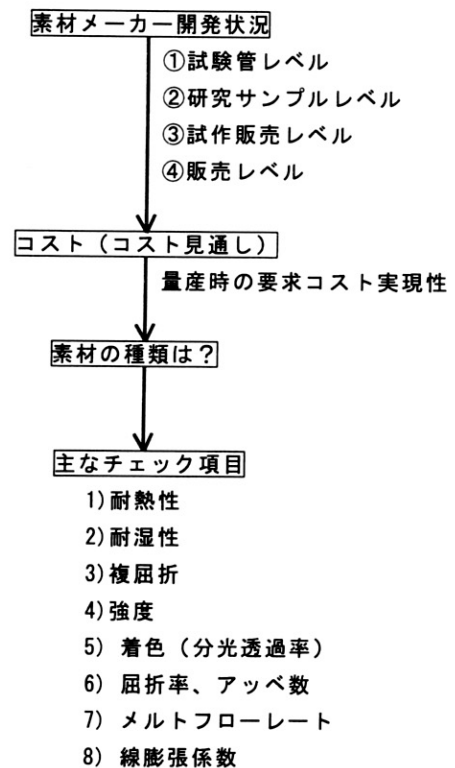 素材メーカー開発状況
①試験管レベル
②研究サンプルレベル
③試作販売レベル
④販売レベル
コスト（コスト見通し）
量産時の要求コスト実現性
素材の種類は？
主なチェック項目
1)耐熱性
2)耐湿性
3)複屈折
4)強度
5) 着色（分光透過率）
6) 屈折率、アッベ数
7) メルトフローレート
8) 線膨張係数